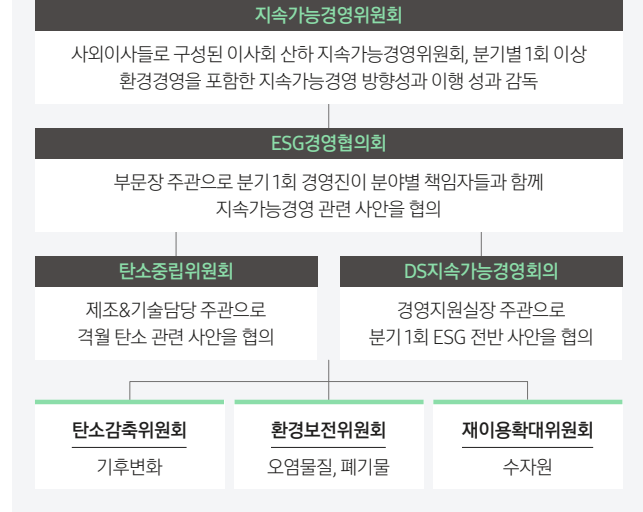 지속가능경영위원회
사외이사들로 구성된 이사회 산하 지속가능경영위원회, 분기별 1회 이상
환경경영을 포함한 지속가능경영 방향성과 이행 성과 감독
ESG경영협의회
부문장 주관으로 분기 1회 경영진이 분야별 책임자들과 함께
지속가능경영 관련 사안을 협의
탄소중립위원회
제조&기술담당 주관으로
격월 탄소 관련 사안을 협의
DS지속가능경영회의
경영지원실장 주관으로
분기 1회 ESG 전반 사안을 협의
탄소감축위원회
기후변화
환경보전위원회
오염물질, 폐기물
재이용확대위원회
수자원